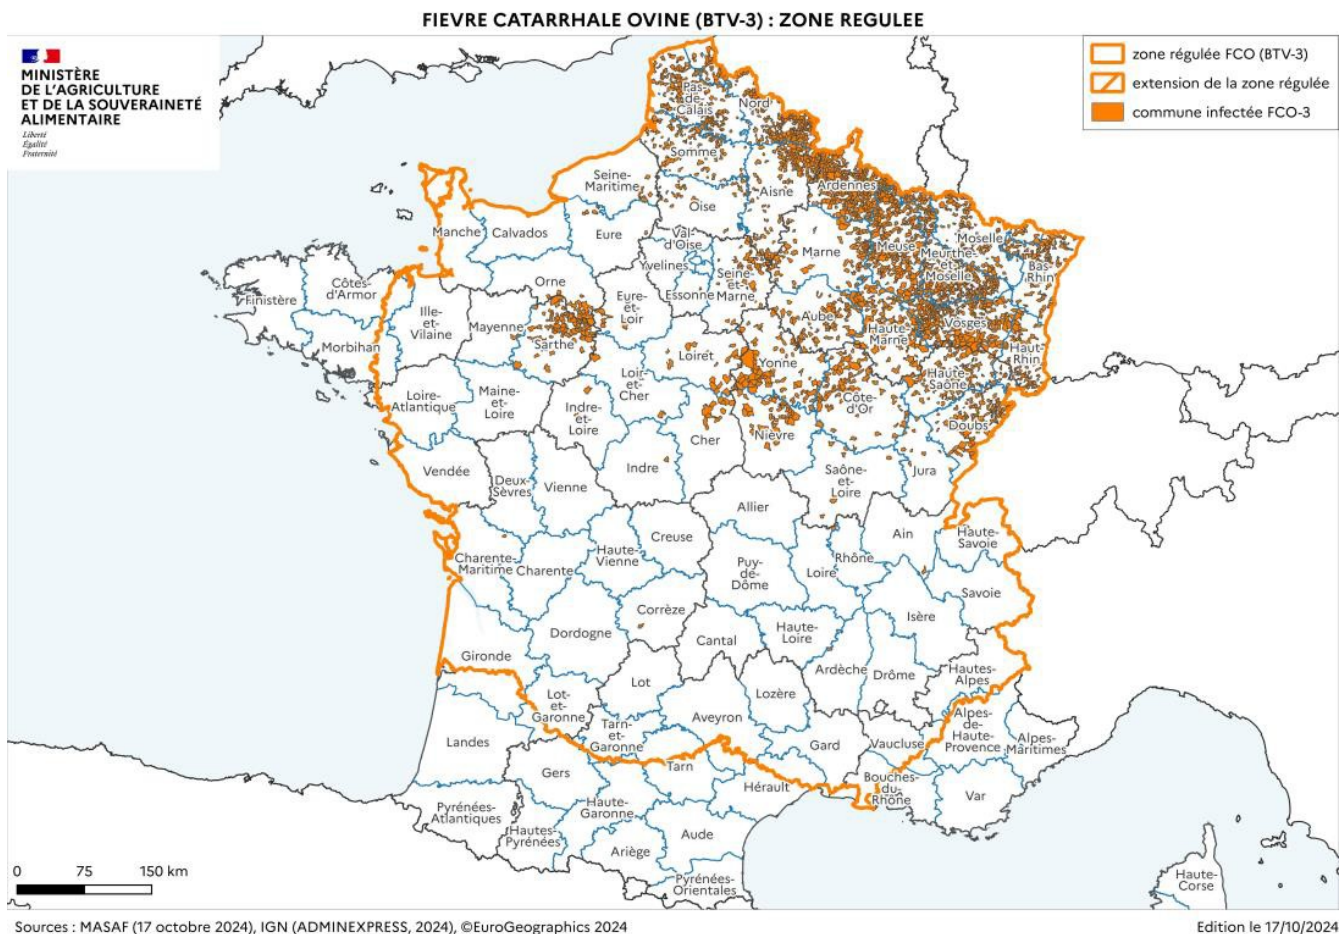 FIEVRE CATARRHALE OVINE (BTV-3) : ZONE REGULEE
MINISTÈRE
DE L'AGRICULTURE
ET DE LA SOUVERAINETÉ
ALIMENTAIRE
Liberté
Égalité
Fraternité
zone régulée FCO (BTV-3)
extension de la zone régulée
commune infectée FCO-3
Pas-
de-
Calais
Nord
Somme
Seine-
Maritime
Oise
Aisne
Ardennes
Manche
Calvados
Eure
Val-
d'Oise
Yvelines
Essonne
Seine-
et-
Marne
Marne
Meuse
Meurthe-
et-
Moselle
Moselle
Bas-
Rhin
Finistère
Côtes-
d'Armor
Morbihan
Ille-
et-
Vilaine
Orne
Mayenne
Sarthe
Eure-
et-
Loir
Loiret
Yonne
Aube
Haute-
Marne
Vosges
Haut-
Rhin
Haute-
Saône
Loire-
Atlantique
Maine-
et-
Loire
Indre-
et-
Loire
Loir-
et-
Cher
Cher
Nièvre
Côte-
d'Or
Doubs
Vendée
Deux-
Sèvres
Vienne
Indre
Allier
Saône-
et-
Loire
Jura
Charente-
Maritime
Charente
Haute-
Vienne
Creuse
Puy-
de-
Dôme
Loire
Rhône
Ain
Haute-
Savoie
Savoie
Isère
Gironde
Dordogne
Corrèze
Cantal
Haute-
Loire
Ardèche
Drôme
Hautes-
Alpes
Lot-
et-
Garonne
Lot
Tarn-
et-
Garonne
Aveyron
Lozère
Gard
Vaucluse
Alpes-
de-
Haute-
Provence
Alpes-
Maritimes
Landes
Gers
Tarn
Hérault
Bouches-
du-
Rhône
Var
Pyrénées-
Atlantiques
Hautes-
Pyrénées
Haute-
Garonne
Ariège
Aude
Pyrénées-
Orientales
Haute-
Corse
0 75 150 km
Sources : MASAF (17 octobre 2024), IGN (ADMINEXPRESS, 2024), ©EuroGeographics 2024
Edition le 17/10/2024